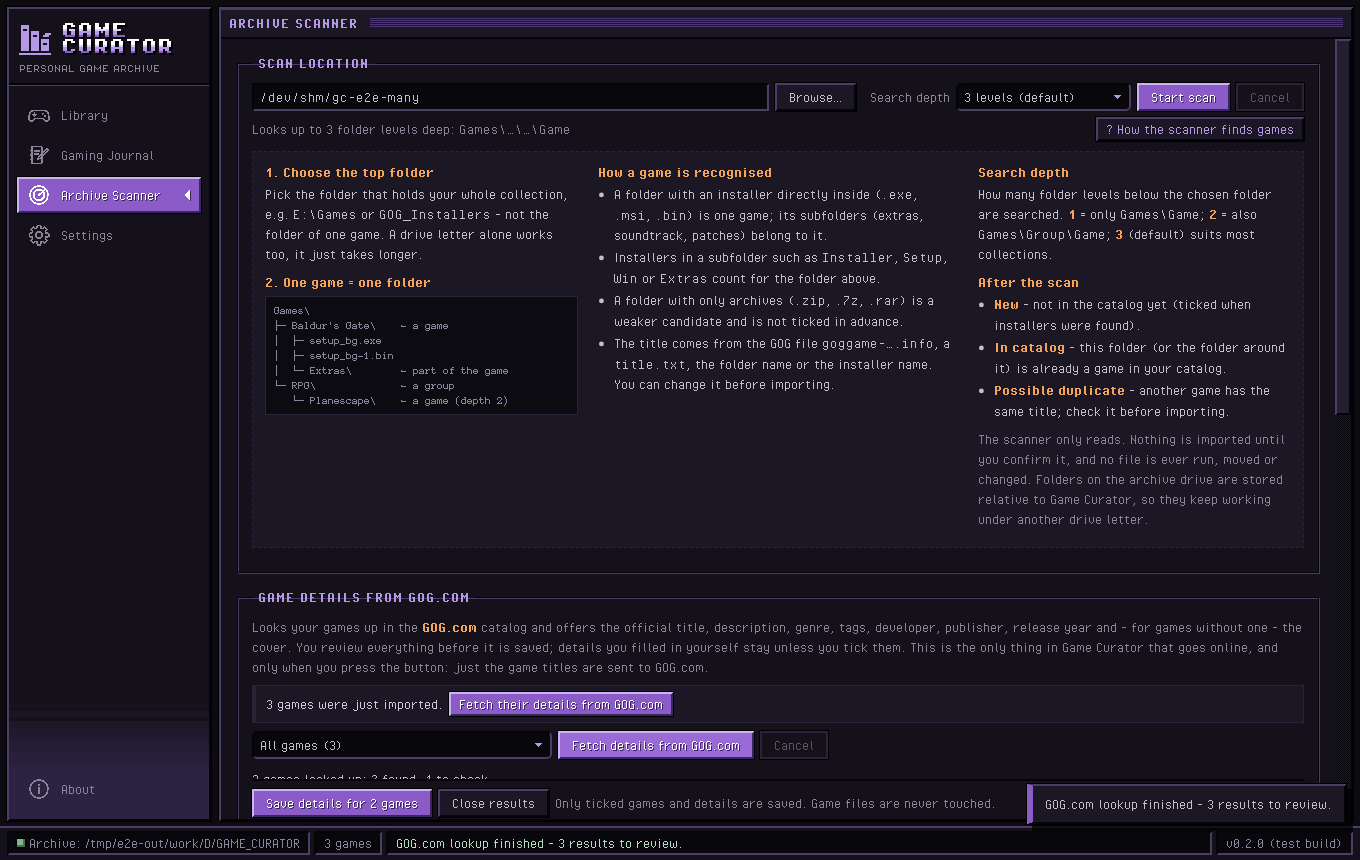 GAME
CURATOR
PERSONAL GAME ARCHIVE
Library
Gaming Journal
Archive Scanner
Settings
About
ARCHIVE SCANNER
SCAN LOCATION
/dev/shm/gc-e2e-many
Browse...
Search depth
3 levels (default)
Start scan
Cancel
Looks up to 3 folder levels deep: Games\…\…\Game
? How the scanner finds games
1. Choose the top folder
Pick the folder that holds your whole collection,
e.g. E:\Games or GOG_Installers - not the
folder of one game. A drive letter alone works
too, it just takes longer.
2. One game = one folder
Games\
├─ Baldur's Gate\ ← a game
│ ├─ setup_bg.exe
│ ├─ setup_bg-1.bin
│ └─ Extras\ ← part of the game
└─ RPG\ ← a group
└─ Planescape\ ← a game (depth 2)
How a game is recognised
• A folder with an installer directly inside (.exe,
.msi, .bin) is one game; its subfolders (extras,
soundtrack, patches) belong to it.
• Installers in a subfolder such as Installer, Setup,
Win or Extras count for the folder above.
• A folder with only archives (.zip, .7z, .rar) is a
weaker candidate and is not ticked in advance.
• The title comes from the GOG file goggame-….info, a
title.txt, the folder name or the installer name.
You can change it before importing.
Search depth
How many folder levels below the chosen folder
are searched. 1 = only Games\Game; 2 = also
Games\Group\Game; 3 (default) suits most
collections.
After the scan
• New - not in the catalog yet (ticked when
installers were found).
• In catalog - this folder (or the folder around
it) is already a game in your catalog.
• Possible duplicate - another game has the
same title; check it before importing.
The scanner only reads. Nothing is imported until
you confirm it, and no file is ever run, moved or
changed. Folders on the archive drive are stored
relative to Game Curator, so they keep working
under another drive letter.
GAME DETAILS FROM GOG.COM
Looks your games up in the GOG.com catalog and offers the official title, description, genre, tags, developer, publisher, release year and - for games without one - the
cover. You review everything before it is saved; details you filled in yourself stay unless you tick them. This is the only thing in Game Curator that goes online, and
only when you press the button: just the game titles are sent to GOG.com.
3 games were just imported.
Fetch their details from GOG.com
All games (3)
Fetch details from GOG.com
Cancel
Save details for 2 games
Close results
Only ticked games and details are saved. Game files are never touched.
GOG.com lookup finished - 3 results to review.
Archive: /tmp/e2e-out/work/D/GAME_CURATOR
3 games
GOG.com lookup finished - 3 results to review.
v0.2.0 (test build)